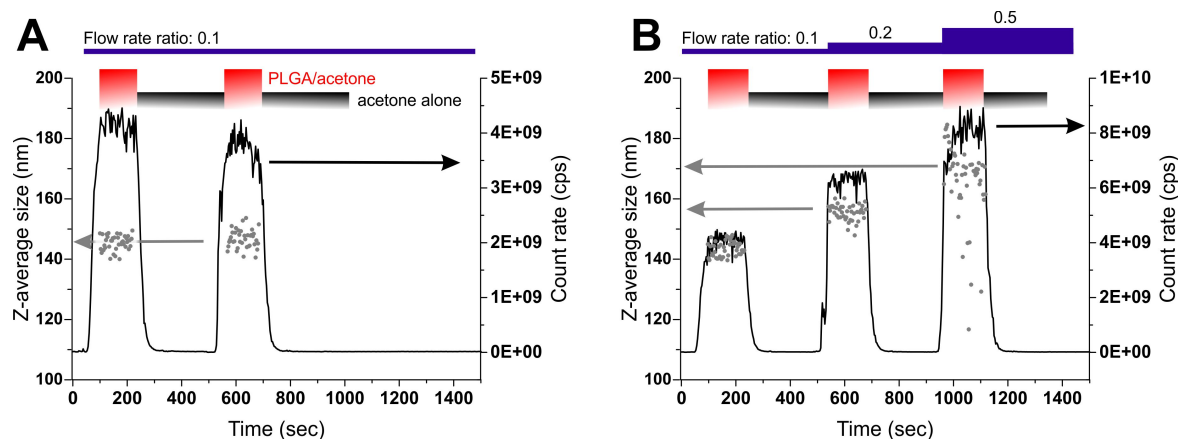 A
Flow rate ratio: 0.1
PLGA/acetone
acetone alone
Z-average size (nm)
200
180
160
140
120
100
5E+09
4E+09
3E+09
2E+09
1E+09
0E+00
Count rate (cps)
0
200
400
600
800
1000
1200
1400
Time (sec)
B
Flow rate ratio: 0.1
0.2
0.5
Z-average size (nm)
200
180
160
140
120
100
1E+10
8E+09
6E+09
4E+09
2E+09
0E+00
Count rate (cps)
0
200
400
600
800
1000
1200
1400
Time (sec)